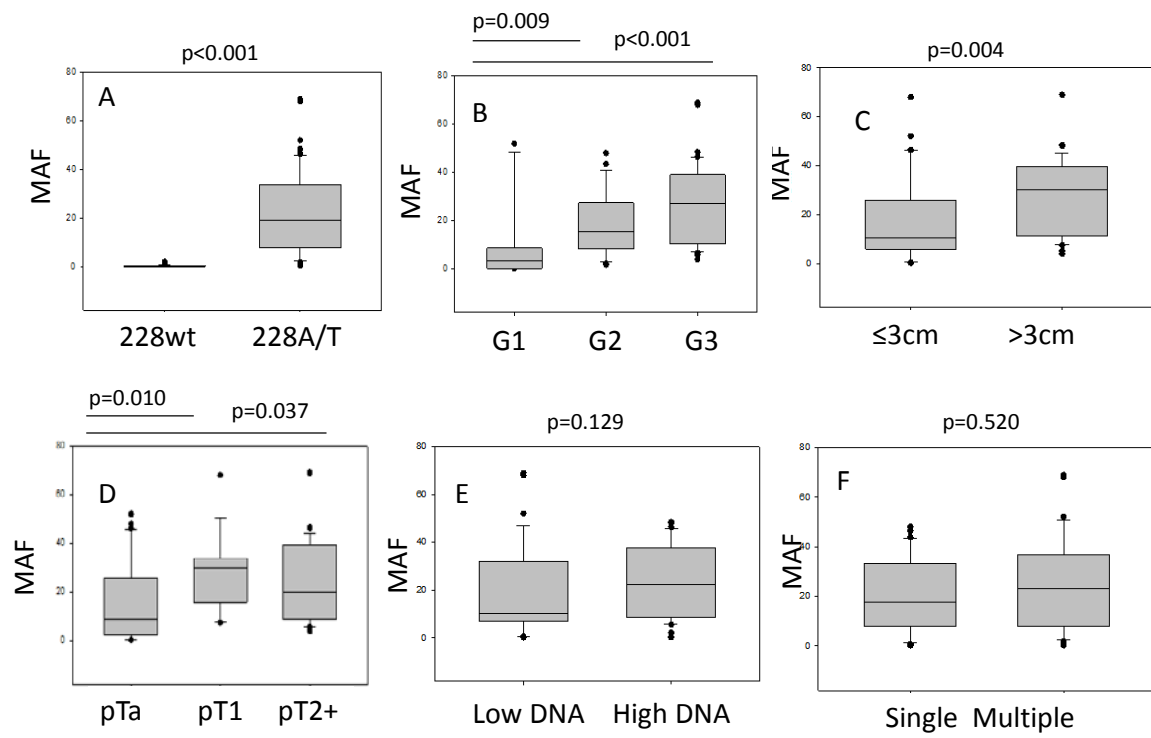 p<0.001
80
60
40
20
0
MAF
A
228wt 228A/T
p=0.009
p<0.001
80
60
40
20
0
MAF
B
G1 G2 G3
p=0.004
80
60
40
20
0
MAF
C
≤3cm >3cm
p=0.010
p=0.037
80
60
40
20
0
MAF
D
pTa pT1 pT2+
p=0.129
80
60
40
20
0
MAF
E
Low DNA High DNA
p=0.520
80
60
40
20
0
MAF
F
Single Multiple